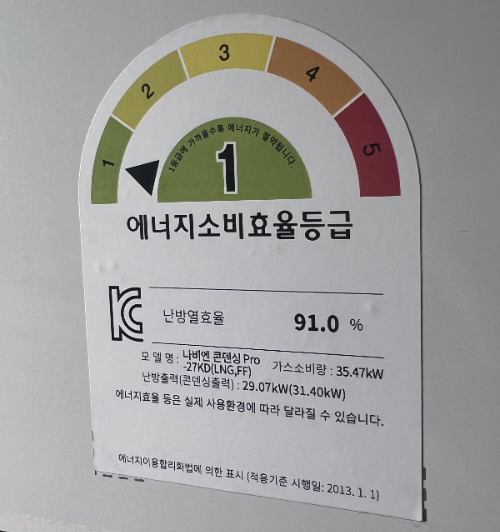 1
2
3
4
5
1등급에 가까울수록 에너지가 절약됩니다.
1
에너지소비효율등급
난방열효율 91.0 %
모 델 명 : 나비엔 콘덴싱 Pro
-27KD(LNG,FF) 가스소비량 : 35.47kW
난방출력(콘덴싱출력) : 29.07kW(31.40kW)
에너지효율 등은 실제 사용환경에 따라 달라질 수 있습니다.
에너지이용합리화법에 의한 표시 (적용기준 시행일: 2013. 1. 1)